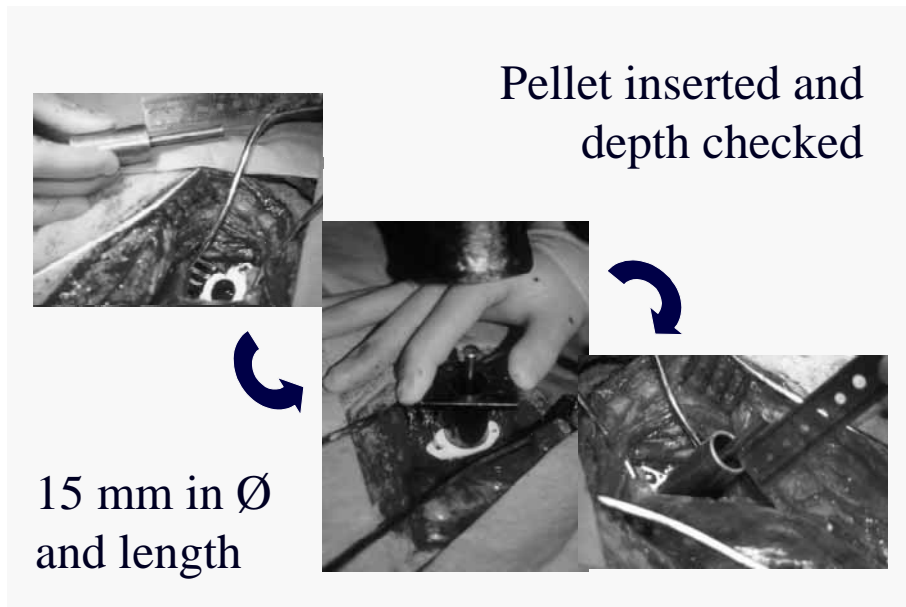 Pellet inserted and
depth checked
15 mm in Ø
and length